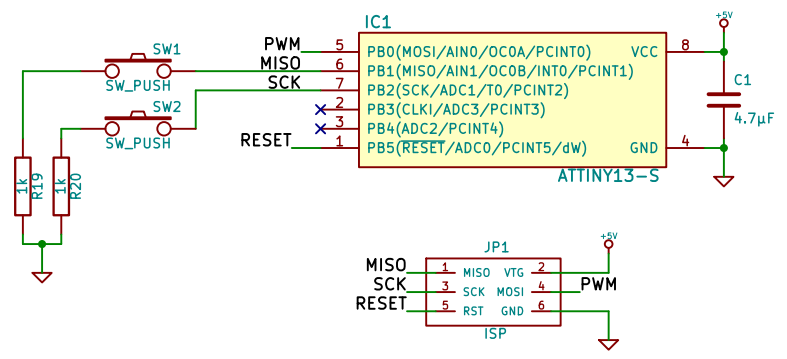 IC1
+5V
PWM 5 PB0(MOSI/AIN0/OC0A/PCINT0) VCC 8
SW1
MISO 6 PB1(MISO/AIN1/OC0B/INT0/PCINT1)
SW_PUSH
SCK 7 PB2(SCK/ADC1/T0/PCINT2)
C1
SW2
2 PB3(CLKI/ADC3/PCINT3)
4.7µF
3 PB4(ADC2/PCINT4)
SW_PUSH
RESET 1 PB5(RESET/ADC0/PCINT5/dW) GND 4
ATTINY13-S
1k R19
1k R20
+5V
JP1
MISO 1 MISO VTG 2
SCK 3 SCK MOSI 4 PWM
RESET 5 RST GND 6
ISP